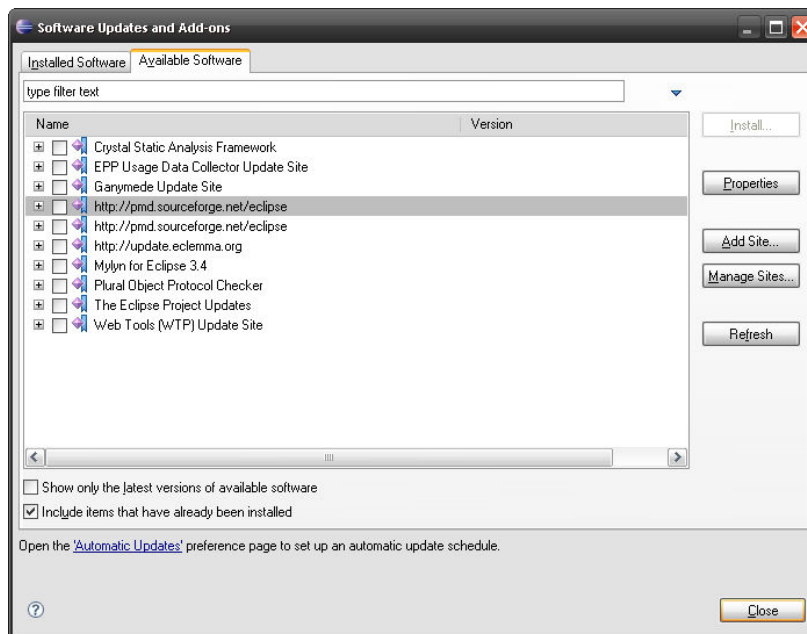 Software Updates and Add-ons
Installed Software Available Software
type filter text
Name Version
Crystal Static Analysis Framework
EPP Usage Data Collector Update Site
Ganymede Update Site
http://pmd.sourceforge.net/eclipse
http://pmd.sourceforge.net/eclipse
http://update.eclemma.org
Mylyn for Eclipse 3.4
Plural Object Protocol Checker
The Eclipse Project Updates
Web Tools (WTP) Update Site
Install...
Properties
Add Site...
Manage Sites...
Refresh
Show only the latest versions of available software
Include items that have already been installed
Open the 'Automatic Updates' preference page to set up an automatic update schedule.
?
Close